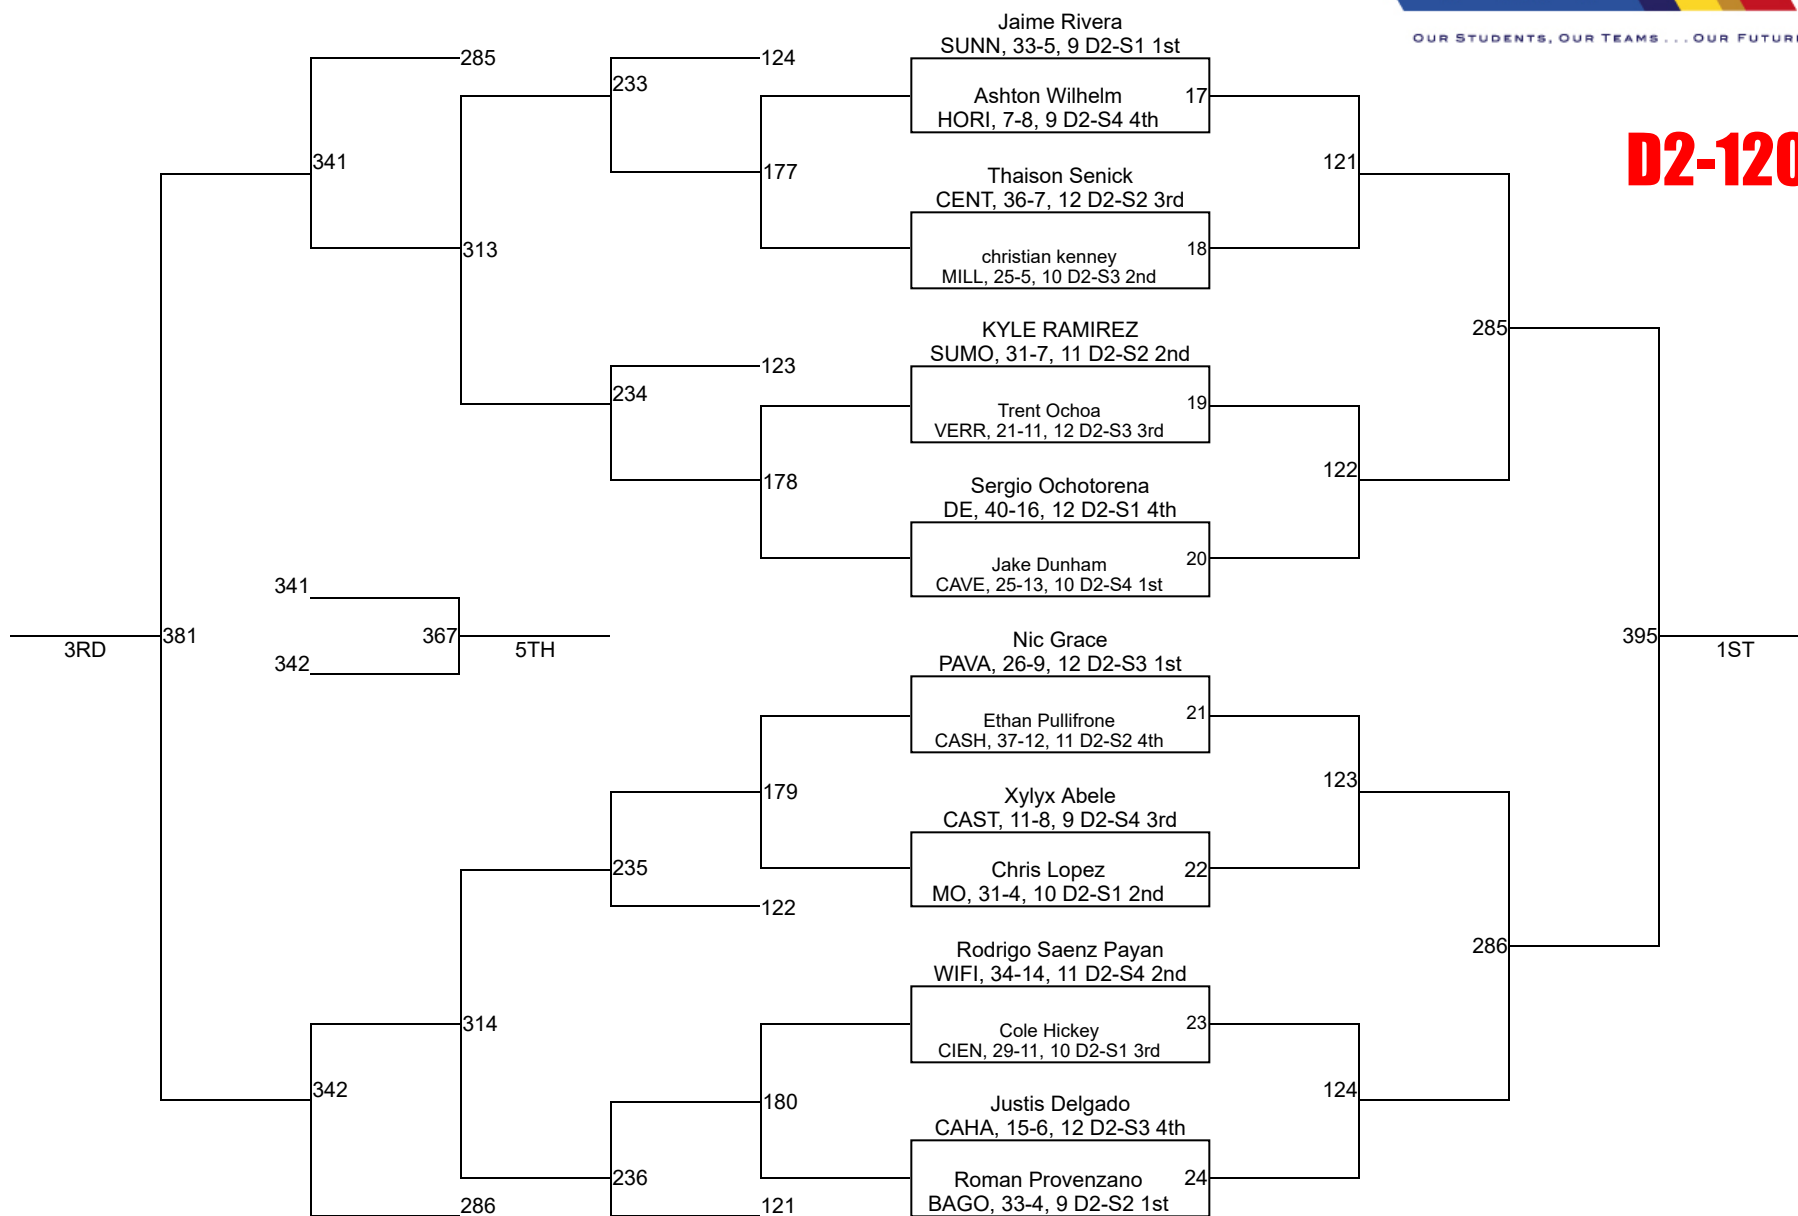 OUR STUDENTS, OUR TEAMS...OUR FUTURE
D2-120
Jaime Rivera
SUNN, 33-5, 9 D2-S1 1st
Ashton Wilhelm
HORI, 7-8, 9 D2-S4 4th
17
Thaison Senick
CENT, 36-7, 12 D2-S2 3rd
christian kenney
MILL, 25-5, 10 D2-S3 2nd
18
KYLE RAMIREZ
SUMO, 31-7, 11 D2-S2 2nd
Trent Ochoa
VERR, 21-11, 12 D2-S3 3rd
19
Sergio Ochotorena
DE, 40-16, 12 D2-S1 4th
Jake Dunham
CAVE, 25-13, 10 D2-S4 1st
20
Nic Grace
PAVA, 26-9, 12 D2-S3 1st
Ethan Pullifrone
CASH, 37-12, 11 D2-S2 4th
21
Xylyx Abele
CAST, 11-8, 9 D2-S4 3rd
Chris Lopez
MO, 31-4, 10 D2-S1 2nd
22
Rodrigo Saenz Payan
WIFI, 34-14, 11 D2-S4 2nd
Cole Hickey
CIEN, 29-11, 10 D2-S1 3rd
23
Justis Delgado
CAHA, 15-6, 12 D2-S3 4th
Roman Provenzano
BAGO, 33-4, 9 D2-S2 1st
24
121
122
123
124
285
286
395
1ST
124
177
123
178
179
122
180
121
233
234
235
236
285
313
314
286
341
342
341
342
367
5TH
381
3RD